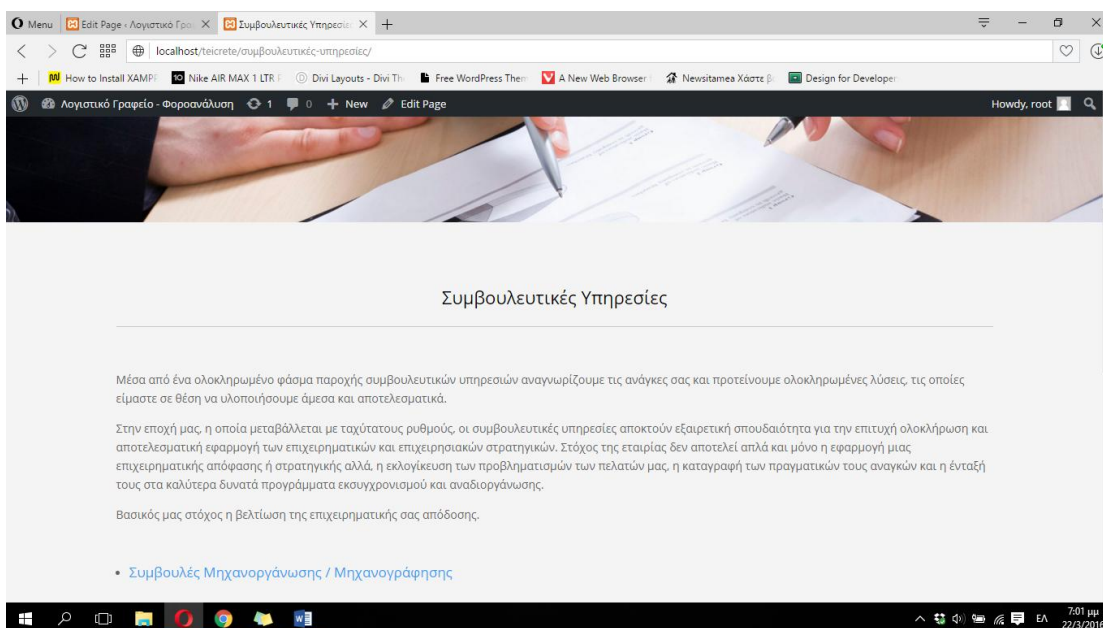 Menu
Edit Page ‹ Λογιστικό Γρα
Συμβουλευτικές Υπηρεσίε
localhost/teicrete/συμβουλευτικές-υπηρεσίες/
How to Install XAMPP
Nike AIR MAX 1 LTR
Divi Layouts - Divi Th
Free WordPress Them
A New Web Browser
Newsitamea Χάστε β
Design for Developer
Λογιστικό Γραφείο - Φοροανάλυση
1
0
New
Edit Page
Howdy, root
Συμβουλευτικές Υπηρεσίες
Μέσα από ένα ολοκληρωμένο φάσμα παροχής συμβουλευτικών υπηρεσιών αναγνωρίζουμε τις ανάγκες σας και προτείνουμε ολοκληρωμένες λύσεις, τις οποίες
είμαστε σε θέση να υλοποιήσουμε άμεσα και αποτελεσματικά.
Στην εποχή μας, η οποία μεταβάλλεται με ταχύτατους ρυθμούς, οι συμβουλευτικές υπηρεσίες αποκτούν εξαιρετική σπουδαιότητα για την επιτυχή ολοκλήρωση και
αποτελεσματική εφαρμογή των επιχειρηματικών και επιχειρησιακών στρατηγικών. Στόχος της εταιρίας δεν αποτελεί απλά και μόνο η εφαρμογή μιας
επιχειρηματικής απόφασης ή στρατηγικής αλλά, η εκλογίκευση των προβληματισμών των πελατών μας, η καταγραφή των πραγματικών τους αναγκών και η ένταξή
τους στα καλύτερα δυνατά προγράμματα εκσυγχρονισμού και αναδιοργάνωσης.
Βασικός μας στόχος η βελτίωση της επιχειρηματικής σας απόδοσης.
• Συμβουλές Μηχανοργάνωσης / Μηχανογράφησης
ΕΛ
7:01 μμ
22/3/2016